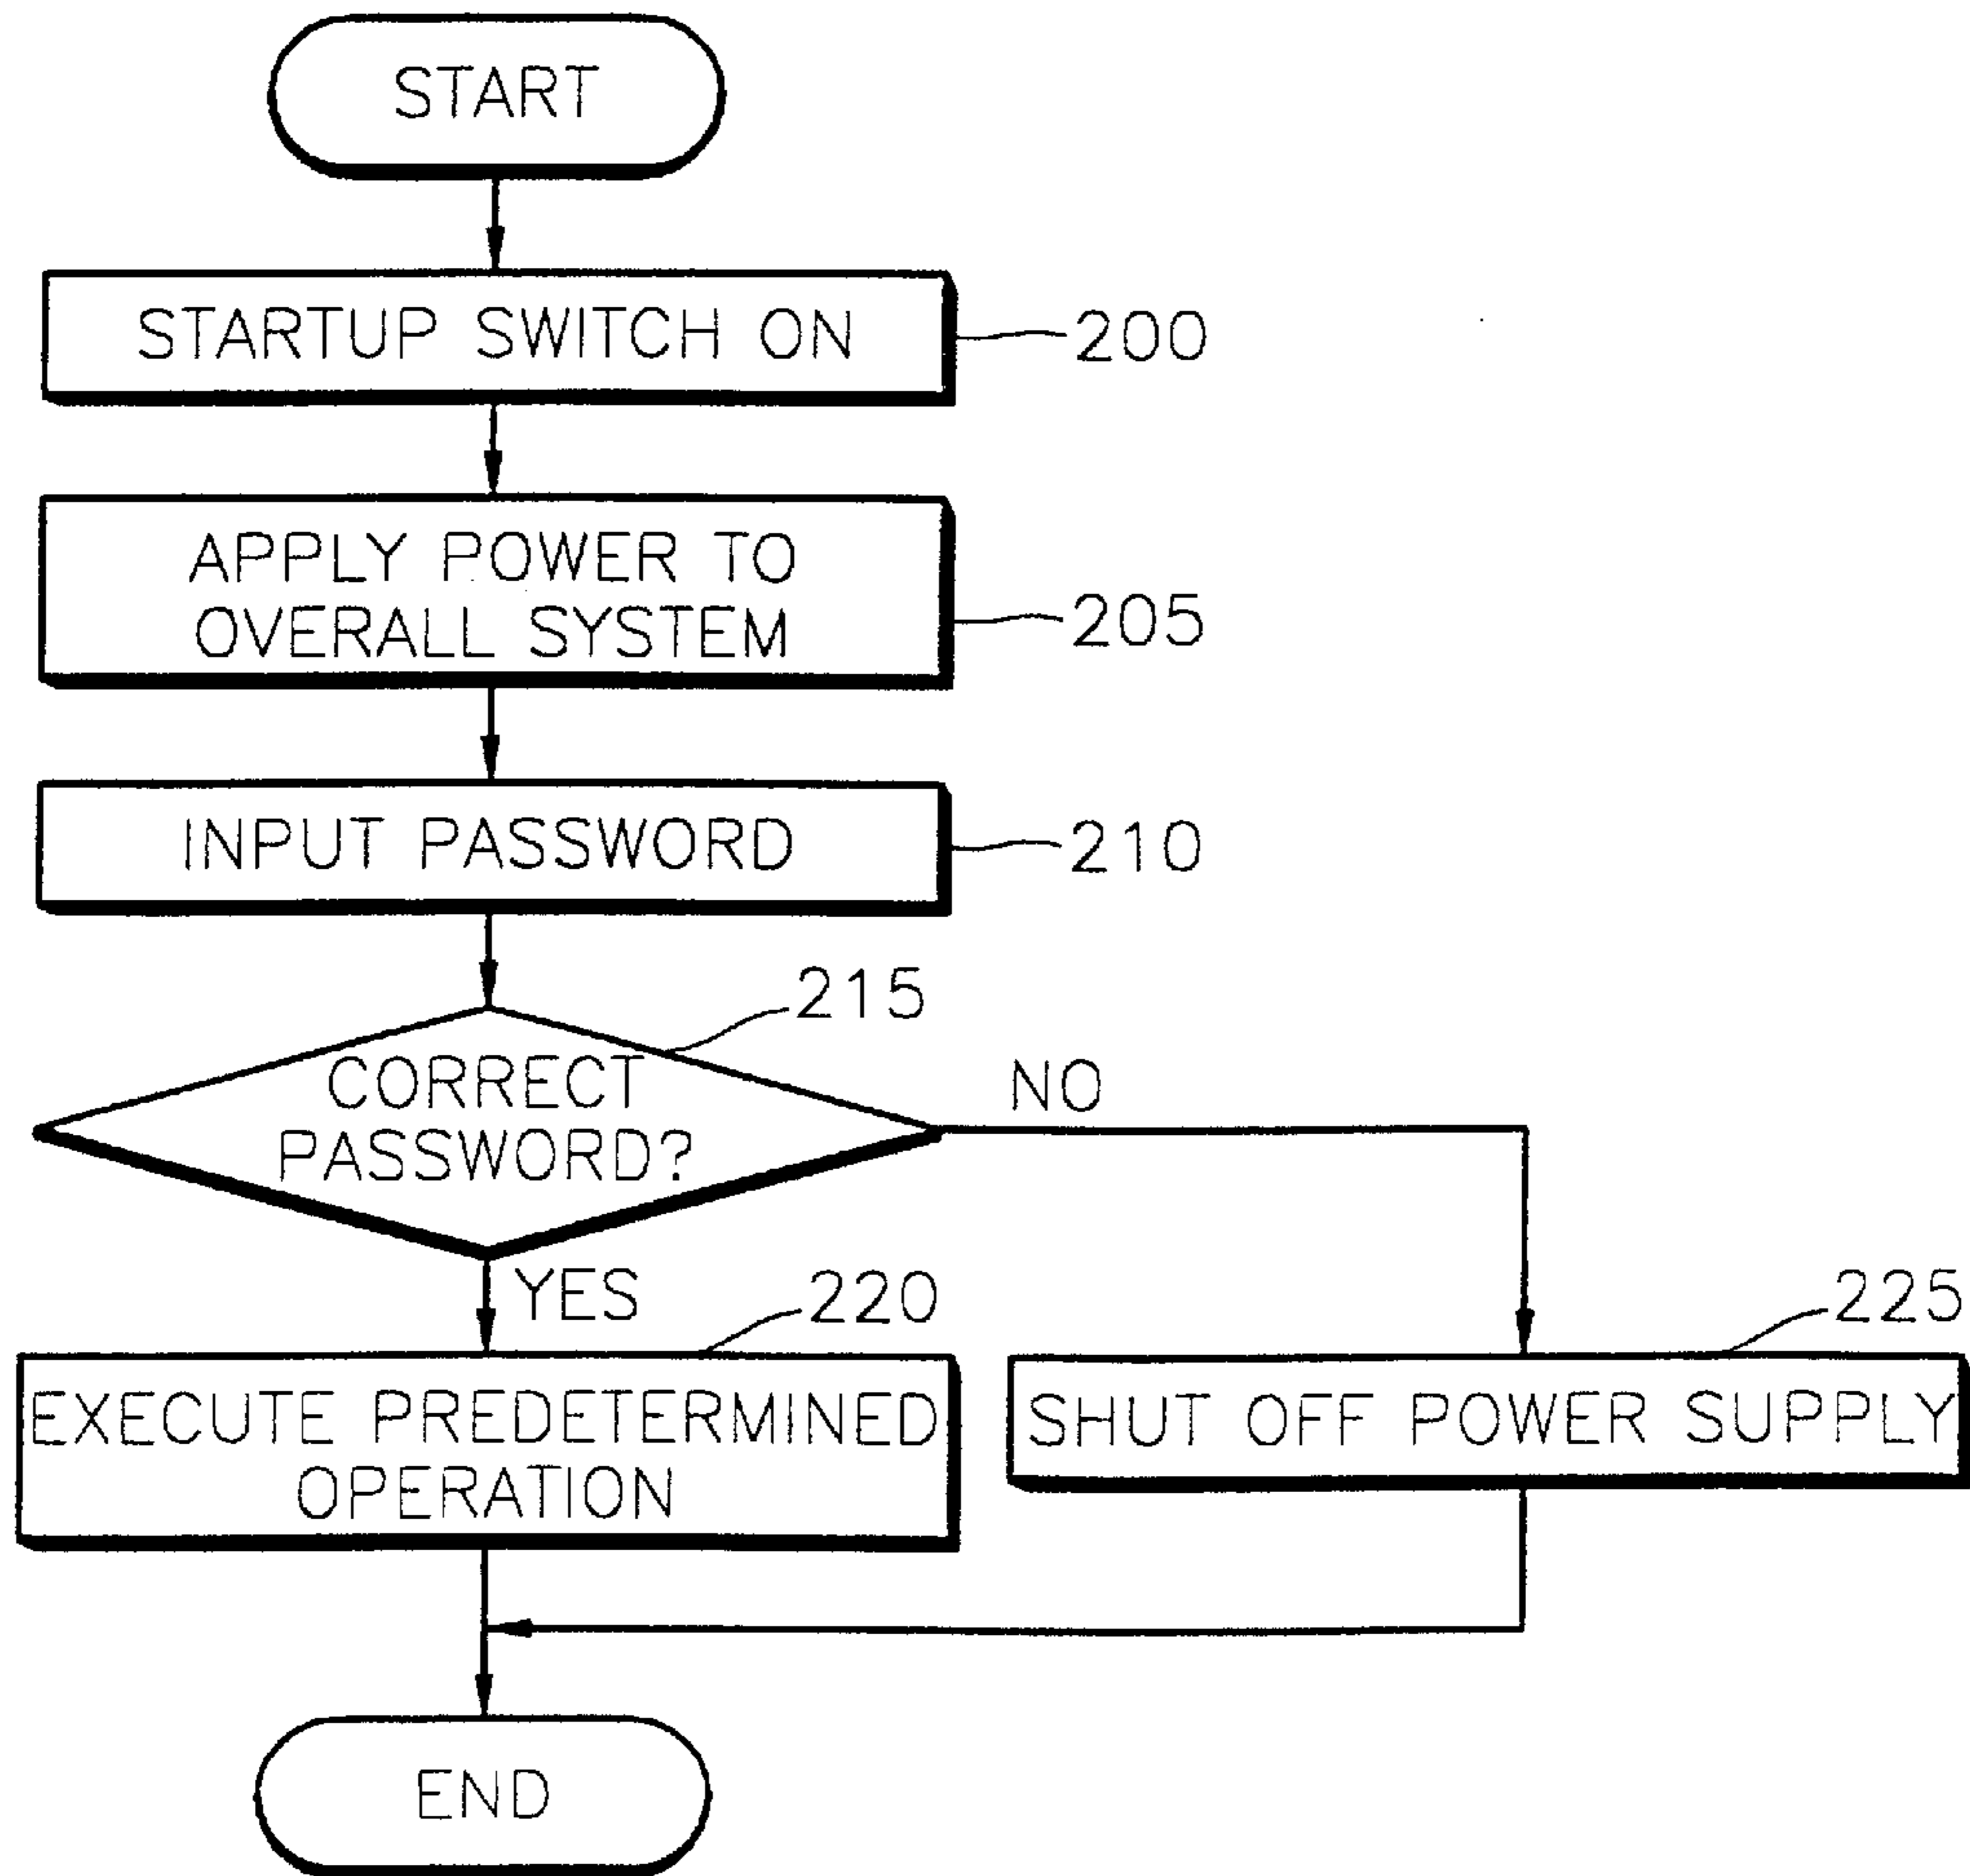 START
STARTUP SWITCH ON
200
APPLY POWER TO
OVERALL SYSTEM
205
INPUT PASSWORD
210
215
CORRECT
PASSWORD?
NO
YES
220
225
EXECUTE PREDETERMINED
OPERATION
SHUT OFF POWER SUPPLY
END